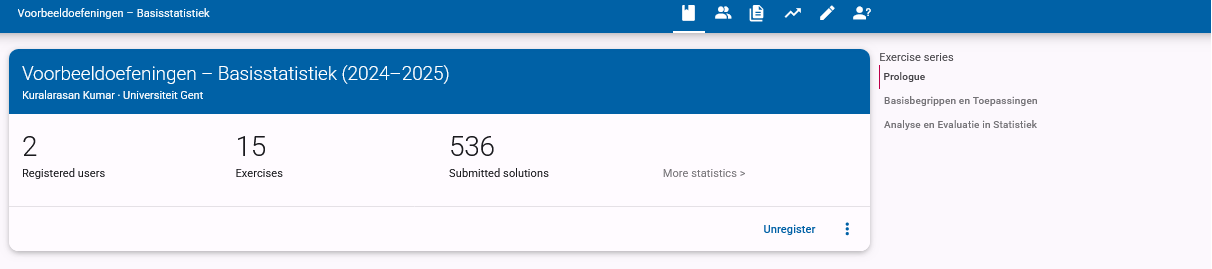 Voorbeeldoefeningen – Basisstatistiek
Voorbeeldoefeningen – Basisstatistiek (2024–2025)
Kuralarasan Kumar · Universiteit Gent
2
Registered users
15
Exercises
536
Submitted solutions
More statistics >
Unregister
Exercise series
Prologue
Basisbegrippen en Toepassingen
Analyse en Evaluatie in Statistiek